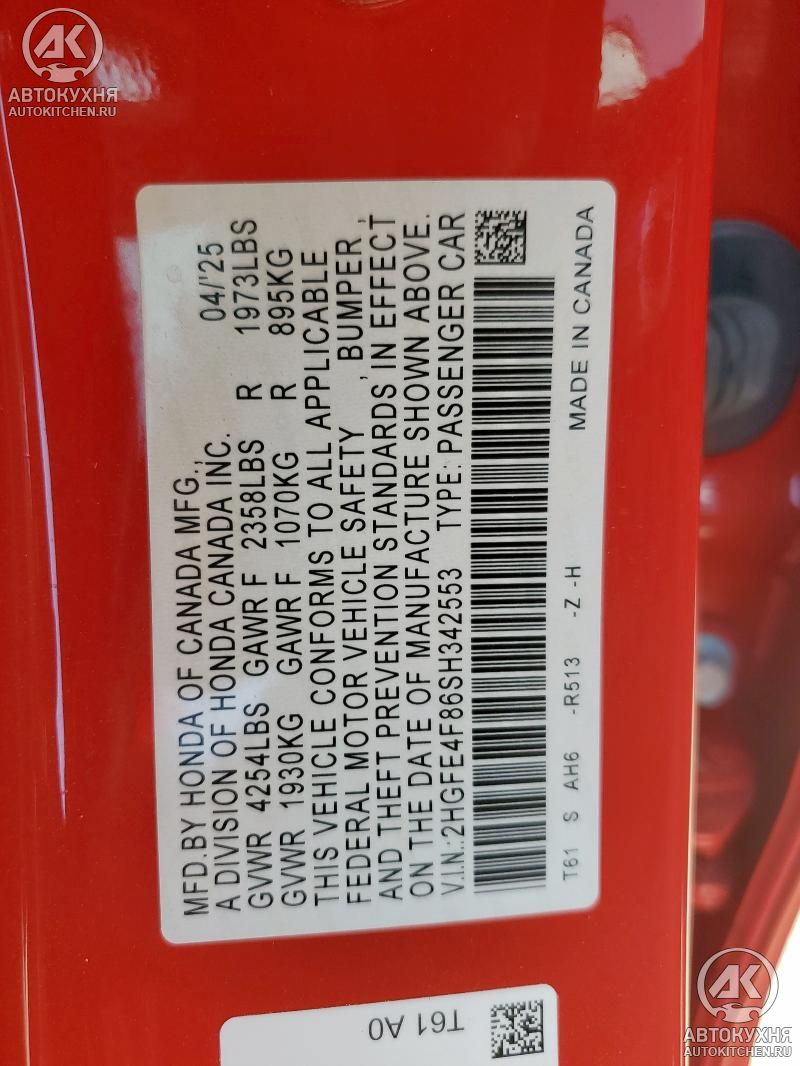 AK
АВТОКУХНЯ
AUTOKITCHEN.RU
MFD.BY HONDA OF CANADA MFG., 04/'25
A DIVISION OF HONDA CANADA INC.
GVWR 4254LBS GAWR F 2358LBS R 1973LBS
GVWR 1930KG GAWR F 1070KG R 895KG
THIS VEHICLE CONFORMS TO ALL APPLICABLE
FEDERAL MOTOR VEHICLE SAFETY , BUMPER ,
AND THEFT PREVENTION STANDARDS IN EFFECT
ON THE DATE OF MANUFACTURE SHOWN ABOVE.
V.I.N.:2HGFE4F86SH342553 TYPE: PASSENGER CAR
T61 S AH6 -R513 -Z -H MADE IN CANADA
T61 A0
AK
АВТОКУХНЯ
AUTOKITCHEN.RU